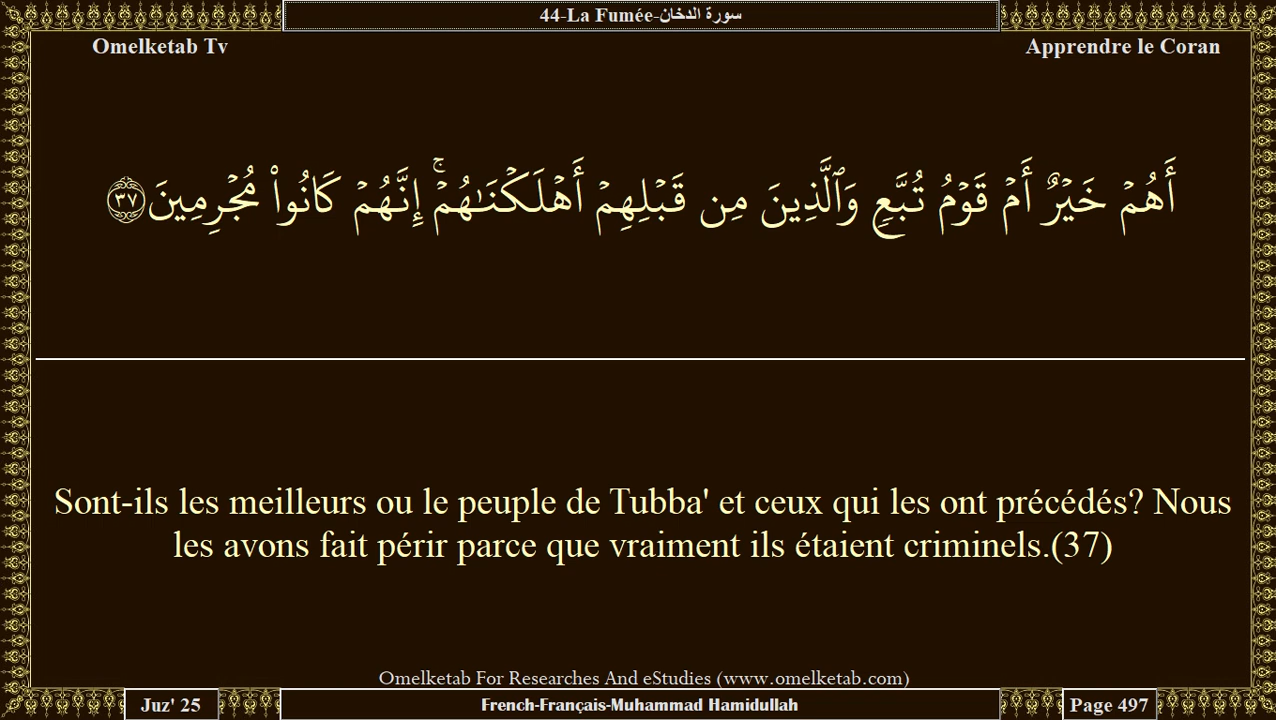 44-La Fumée-سورة الدخان
Omelketab Tv
Apprendre le Coran
أَهُمۡ خَيۡرٌ أَمۡ قَوۡمُ تُبَّعٖ وَٱلَّذِينَ مِن قَبۡلِهِمۡ أَهۡلَكۡنَٰهُمۡۚ إِنَّهُمۡ كَانُواْ مُجۡرِمِينَ ٣٧
Sont-ils les meilleurs ou le peuple de Tubba' et ceux qui les ont précédés? Nous
les avons fait périr parce que vraiment ils étaient criminels.(37)
Omelketab For Researches And eStudies (www.omelketab.com)
Juz' 25
French-Français-Muhammad Hamidullah
Page 497